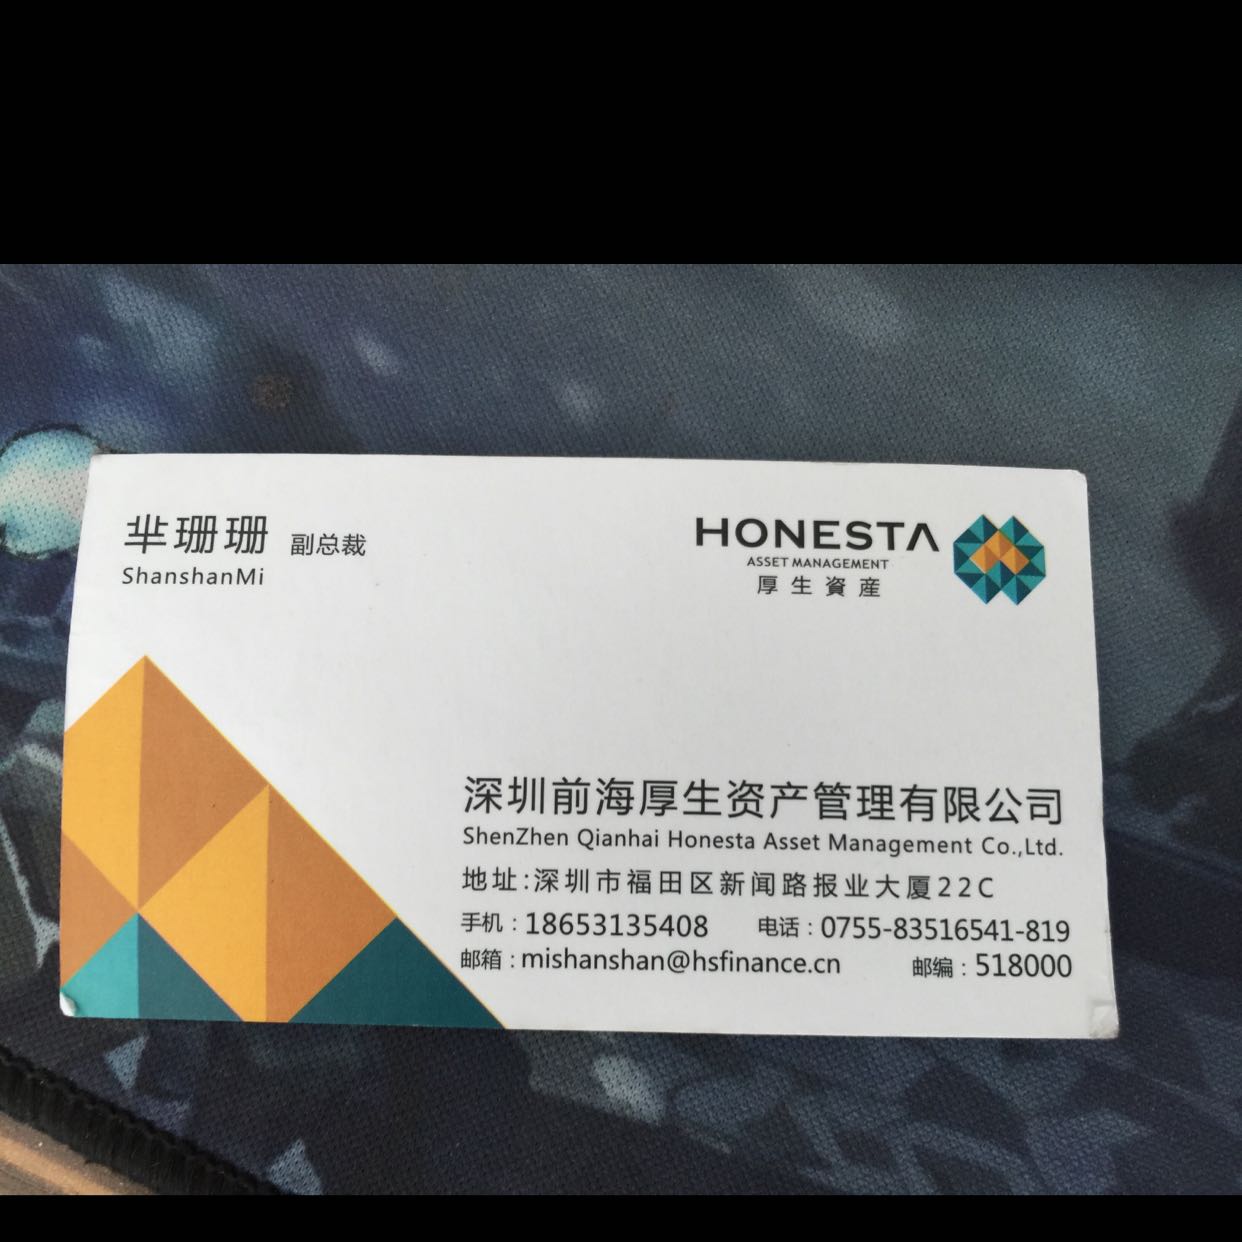 芈珊珊 副总裁
ShanshanMi
HONESTA
ASSET MANAGEMENT
厚生資産
深圳前海厚生资产管理有限公司
ShenZhen Qianhai Honesta Asset Management Co.,Ltd.
地址:深圳市福田区新闻路报业大厦22C
手机:18653135408 电话:0755-83516541-819
邮箱:mishanshan@hsfinance.cn 邮编:518000